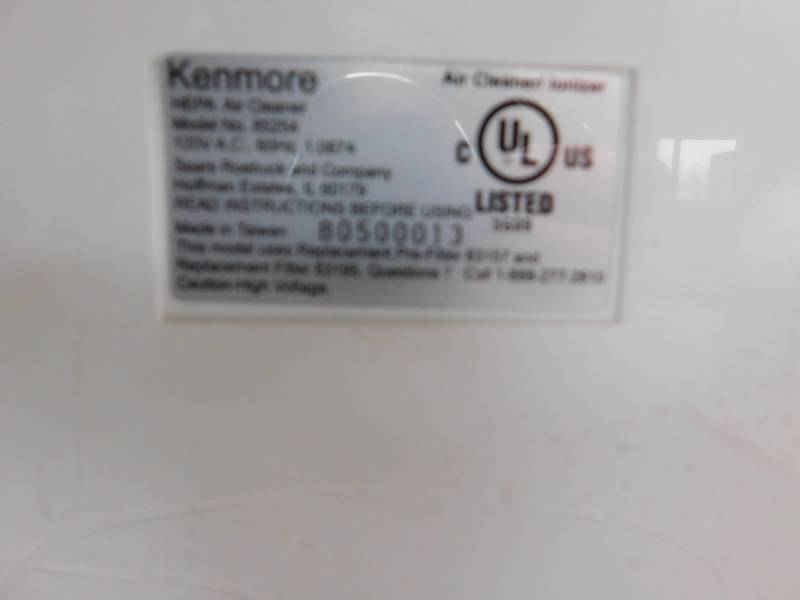 Kenmore
Air Cleaner/ Ionizer
HEPA Air Cleaner
Model No. 85254
120V A.C., 60Hz,
C UL US
LISTED
Sears Roebuck and Company
Hoffman Estates, IL 60179
READ INSTRUCTIONS BEFORE USING
Made in Taiwan 80500013
This model uses Replacement Pre-Filter and
Replacement Filter Questions ? Call
Caution-High Voltage.